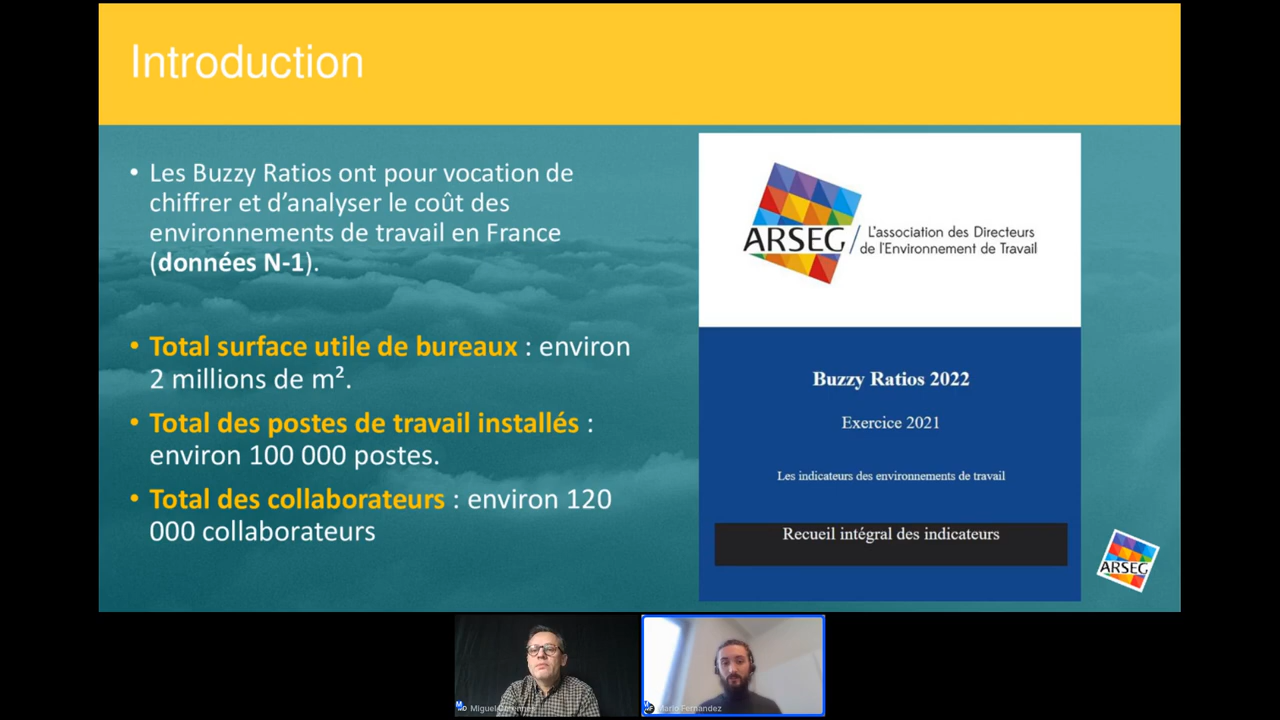 Introduction
• Les Buzzy Ratios ont pour vocation de
chiffrer et d’analyser le coût des
environnements de travail en France
(données N-1).
• Total surface utile de bureaux : environ
2 millions de m².
• Total des postes de travail installés :
environ 100 000 postes.
• Total des collaborateurs : environ 120
000 collaborateurs
ARSEG
L'association des Directeurs
de l'Environnement de Travail
Buzzy Ratios 2022
Exercice 2021
Les indicateurs des environnements de travail
Recueil intégral des indicateurs
ARSEG
Miguel
Mario Fernandez